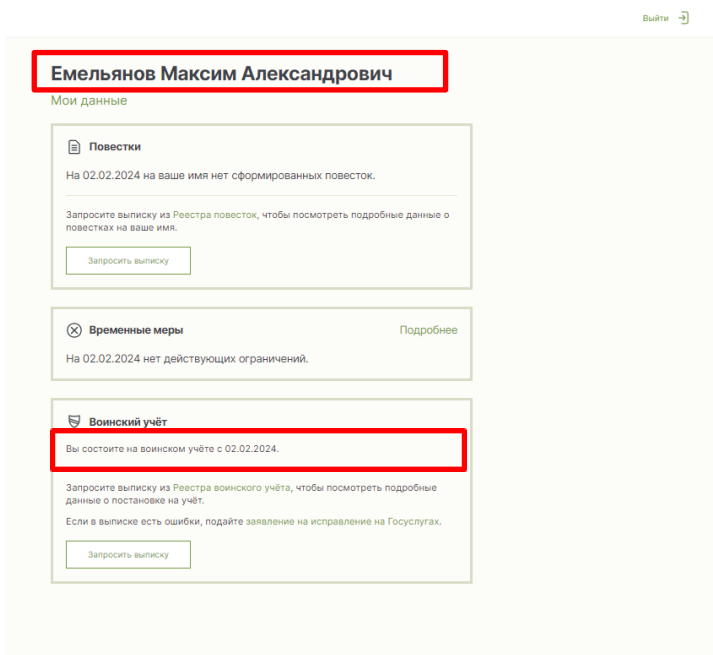 Выйти
Емельянов Максим Александрович
Мои данные
Повестки
На 02.02.2024 на ваше имя нет сформированных повесток.
Запросите выписку из Реестра повесток, чтобы посмотреть подробные данные о
повестках на ваше имя.
Запросить выписку
Временные меры
Подробнее
На 02.02.2024 нет действующих ограничений.
Воинский учёт
Вы состоите на воинском учёте с 02.02.2024.
Запросите выписку из Реестра воинского учёта, чтобы посмотреть подробные
данные о постановке на учёт.
Если в выписке есть ошибки, подайте заявление на исправление на Госуслугах.
Запросить выписку